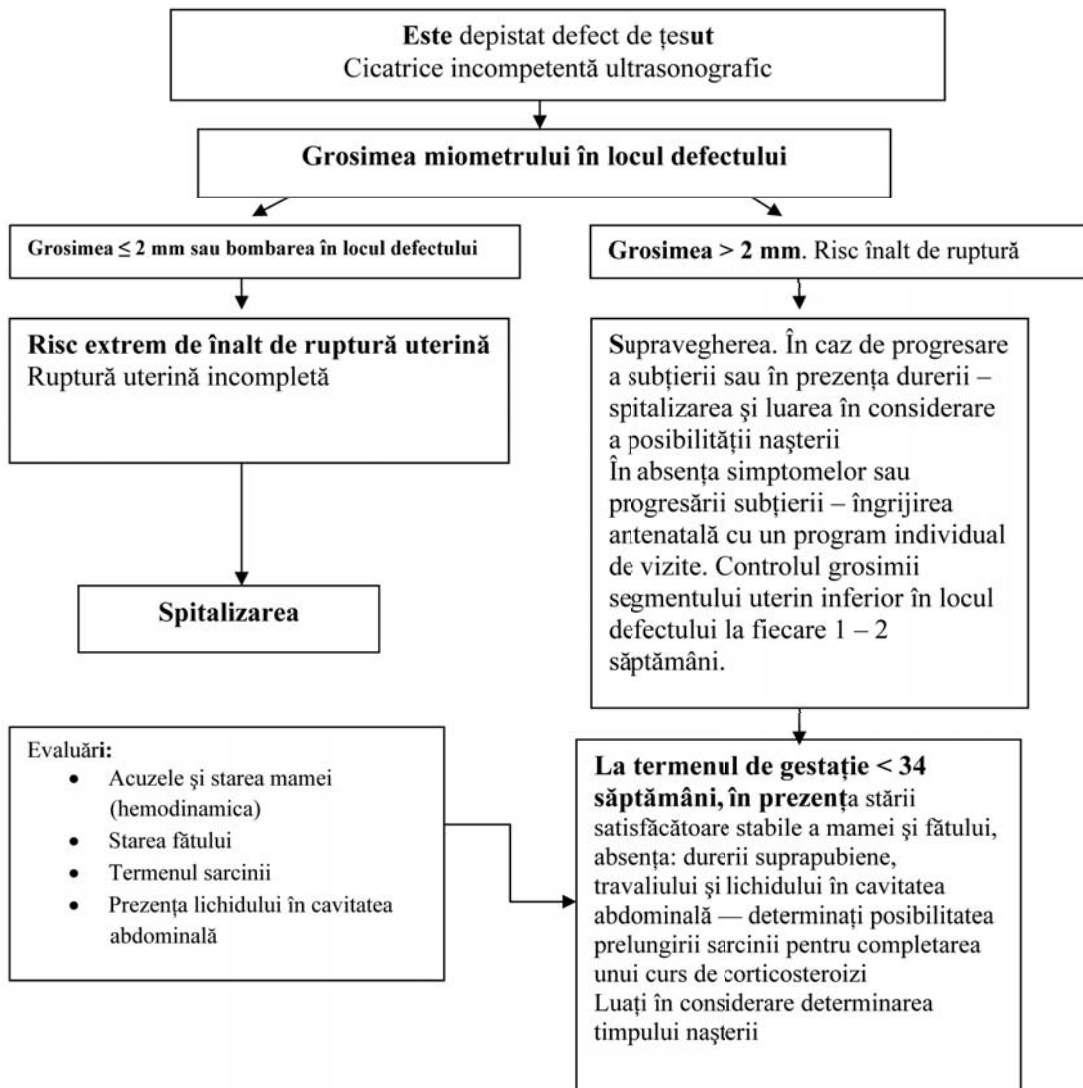 Este depistat defect de țesut
Cicatrice incompetentă ultrasonografic
Grosimea miometrului în locul defectului
Grosimea ≤ 2 mm sau bombarea în locul defectului
Grosimea > 2 mm. Risc înalt de ruptură
Risc extrem de înalt de ruptură uterină
Ruptură uterină incompletă
Supravegherea. În caz de progresare
a subțierii sau în prezența durerii –
spitalizarea şi luarea în considerare
a posibilității naşterii
În absența simptomelor sau
progresării subțierii – îngrijirea
antenatală cu un program individual
de vizite. Controlul grosimii
segmentului uterin inferior în locul
defectului la fiecare 1 – 2
săptămâni.
Spitalizarea
Evaluări:
• Acuzele și starea mamei
(hemodinamica)
• Starea fătului
• Termenul sarcinii
• Prezența lichidului în cavitatea
abdominală
La termenul de gestație < 34
săptămâni, în prezența stării
satisfăcătoare stabile a mamei şi fătului,
absența: durerii suprapubiene,
travaliului şi lichidului în cavitatea
abdominală — determinați posibilitatea
prelungirii sarcinii pentru completarea
unui curs de corticosteroizi
Luați în considerare determinarea
timpului naşterii